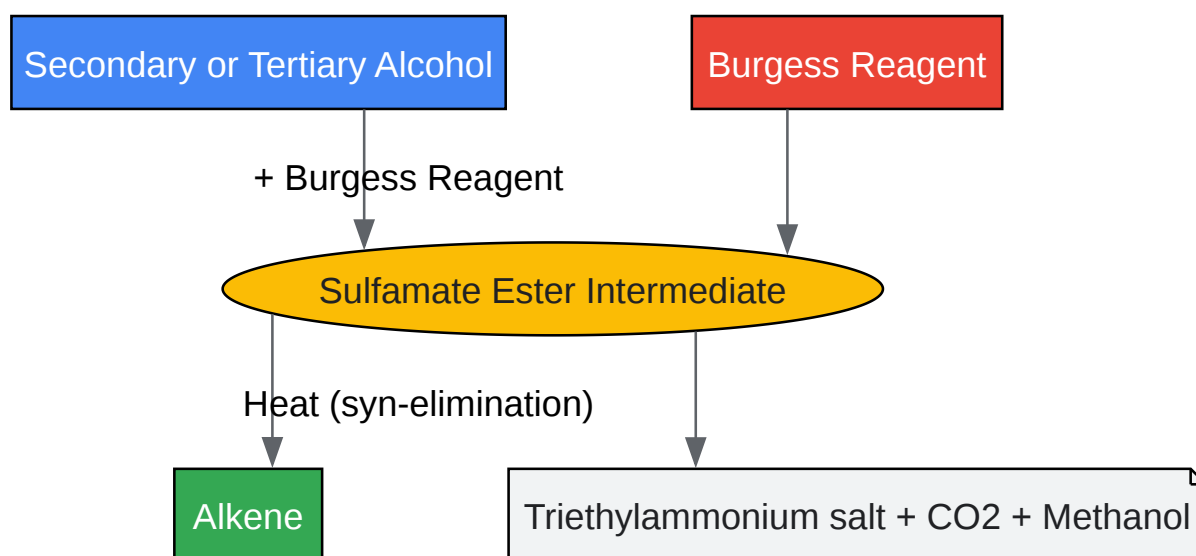 Secondary or Tertiary Alcohol
Burgess Reagent
+ Burgess Reagent
Sulfamate Ester Intermediate
Heat (syn-elimination)
Alkene
Triethylammonium salt + CO2 + Methanol